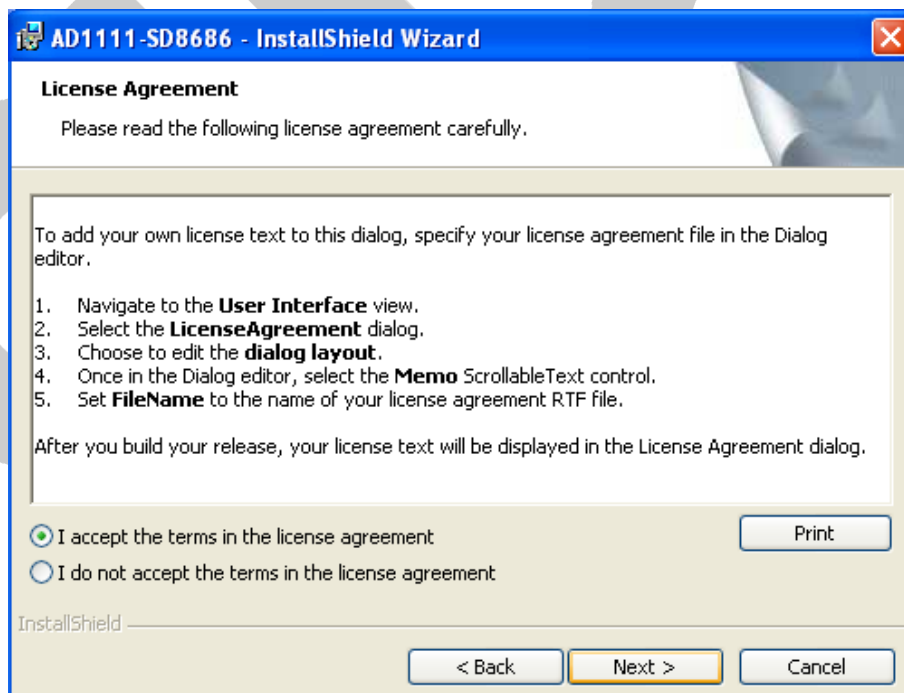 AD1111-SD8686 - InstallShield Wizard
License Agreement
Please read the following license agreement carefully.
To add your own license text to this dialog, specify your license agreement file in the Dialog
editor.
1. Navigate to the User Interface view.
2. Select the LicenseAgreement dialog.
3. Choose to edit the dialog layout.
4. Once in the Dialog editor, select the Memo ScrollableText control.
5. Set FileName to the name of your license agreement RTF file.
After you build your release, your license text will be displayed in the License Agreement dialog.
I accept the terms in the license agreement
Print
I do not accept the terms in the license agreement
InstallShield
< Back Next > Cancel